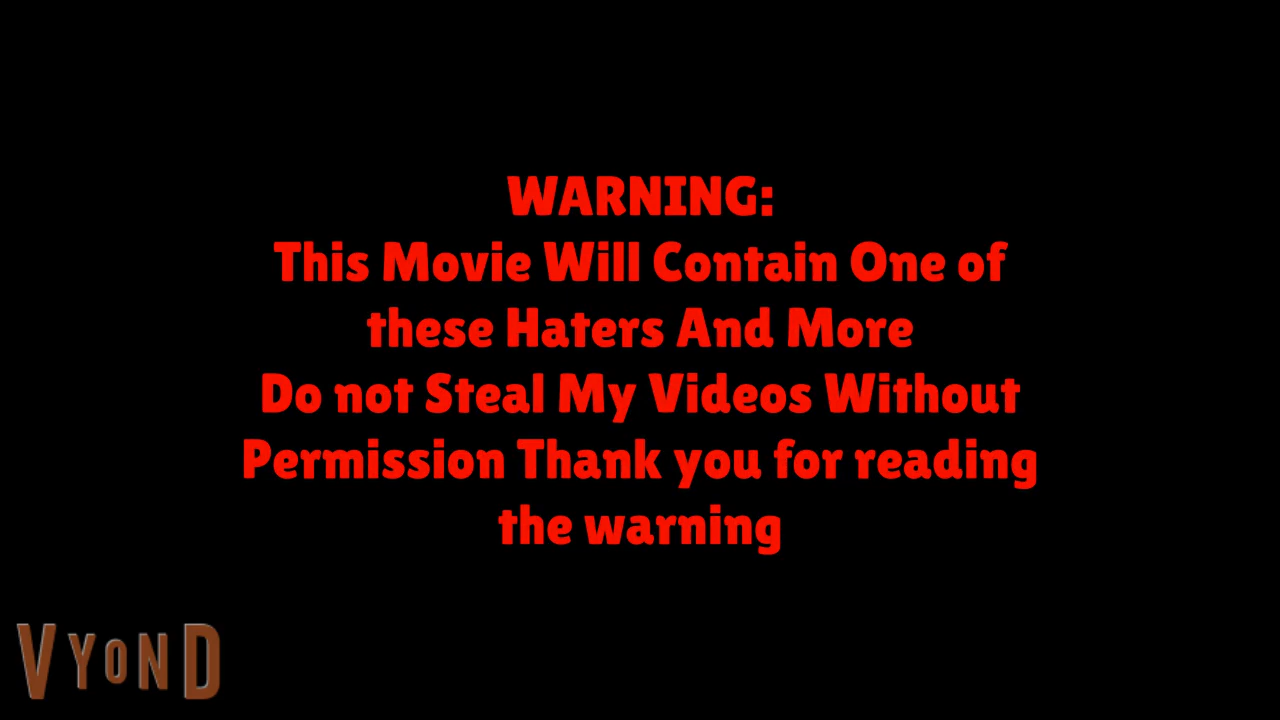 WARNING:
This Movie Will Contain One of
these Haters And More
Do not Steal My Videos Without
Permission Thank you for reading
the warning
VYOND